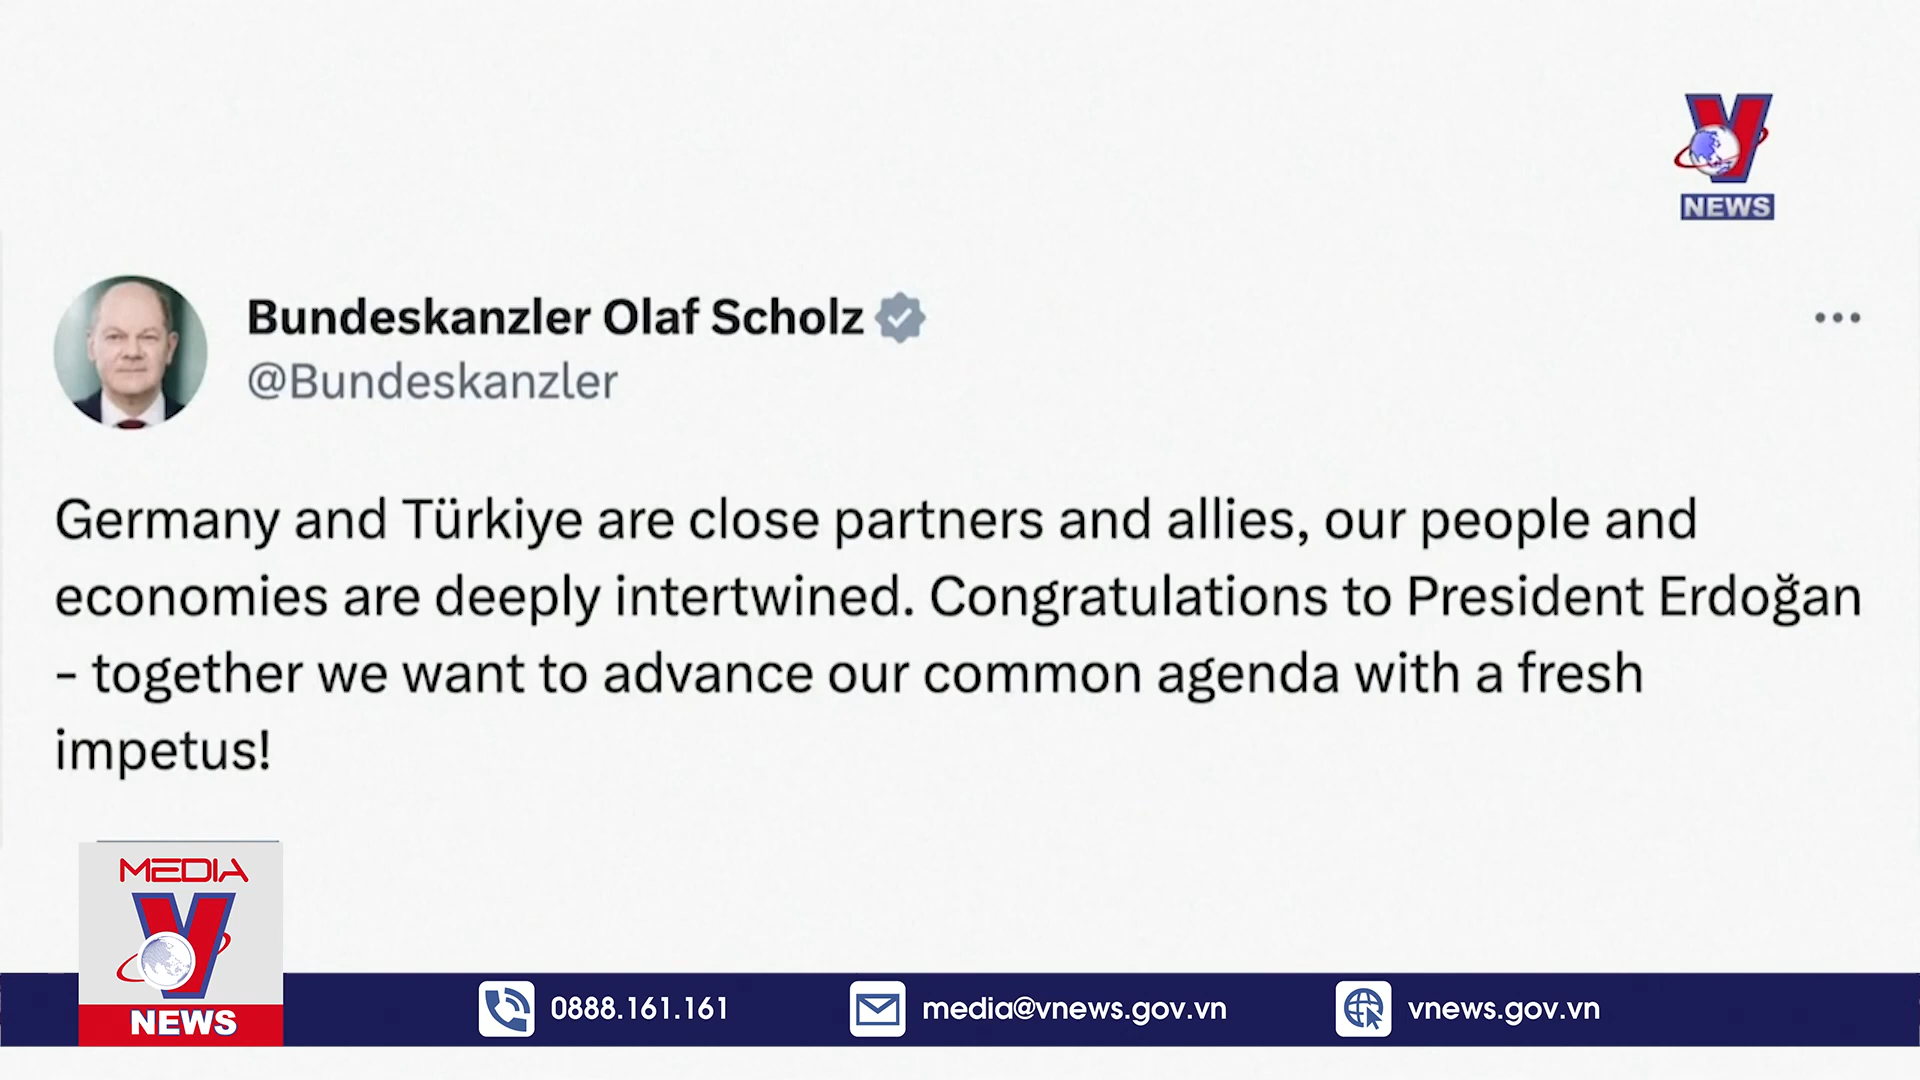 NEWS
Bundeskanzler Olaf Scholz
@Bundeskanzler
Germany and Türkiye are close partners and allies, our people and
economies are deeply intertwined. Congratulations to President Erdoğan
- together we want to advance our common agenda with a fresh
impetus!
MEDIA
V
NEWS
0888.161.161
media@vnews.gov.vn
vnews.gov.vn